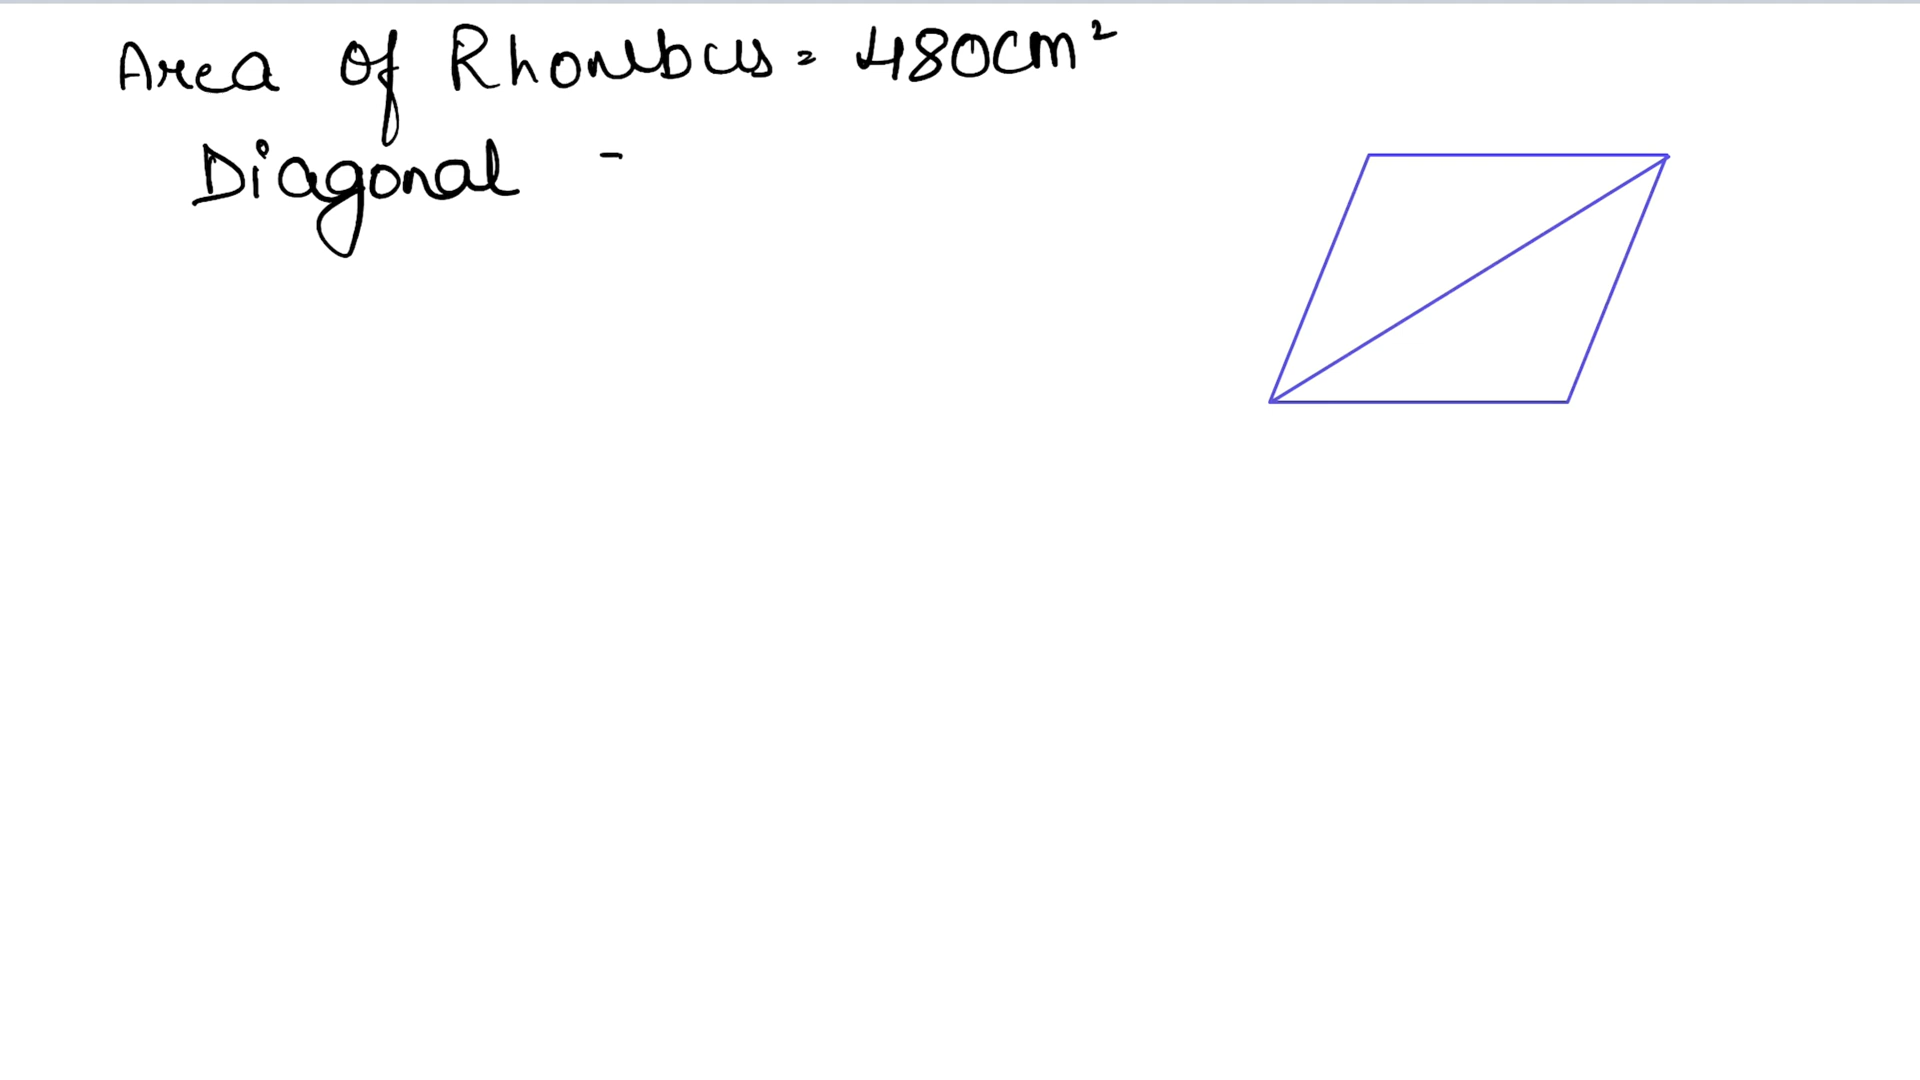 Area Of Rhombus = 480cm²
Diagonal -